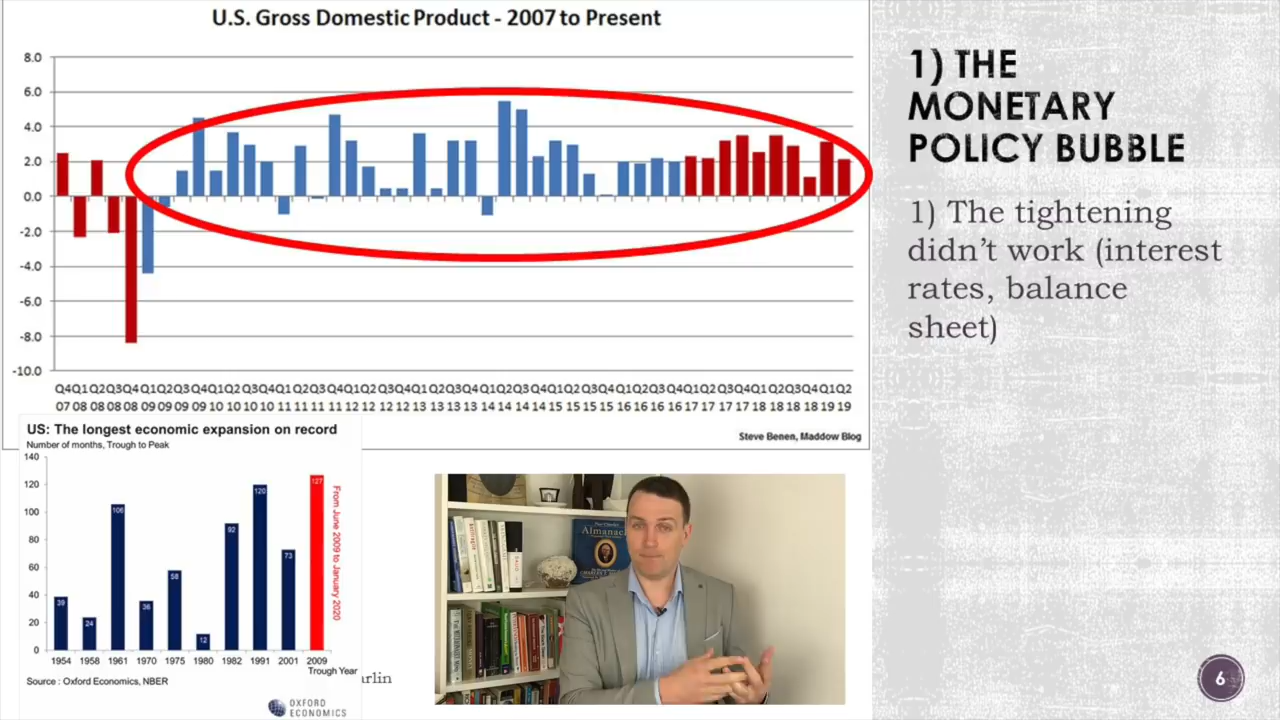 U.S. Gross Domestic Product - 2007 to Present
8.0
6.0
4.0
2.0
0.0
-2.0
-4.0
-6.0
-8.0
-10.0
Q4 Q1 Q2 Q3 Q4 Q1 Q2 Q3 Q4 Q1 Q2 Q3 Q4 Q1 Q2 Q3 Q4 Q1 Q2 Q3 Q4 Q1 Q2 Q3 Q4 Q1 Q2 Q3 Q4 Q1 Q2 Q3 Q4 Q1 Q2 Q3 Q4 Q1 Q2 Q3 Q4 Q1 Q2 Q3 Q4 Q1 Q2
07 08 08 08 08 09 09 09 09 10 10 10 10 11 11 11 11 12 12 12 12 13 13 13 13 14 14 14 14 15 15 15 15 16 16 16 16 17 17 17 17 18 18 18 18 19 19
Steve Benen, Maddow Blog
US: The longest economic expansion on record
Number of months, Trough to Peak
140
120
100
80
60
40
20
0
39
24
106
36
58
12
92
120
73
127
From June 2009 to January 2020
1954 1958 1961 1970 1975 1980 1982 1991 2001 2009
Trough Year
Source : Oxford Economics, NBER
OXFORD
ECONOMICS
arlin
Almanack
1) THE
MONETARY
POLICY BUBBLE
1) The tightening
didn’t work (interest
rates, balance
sheet)
6